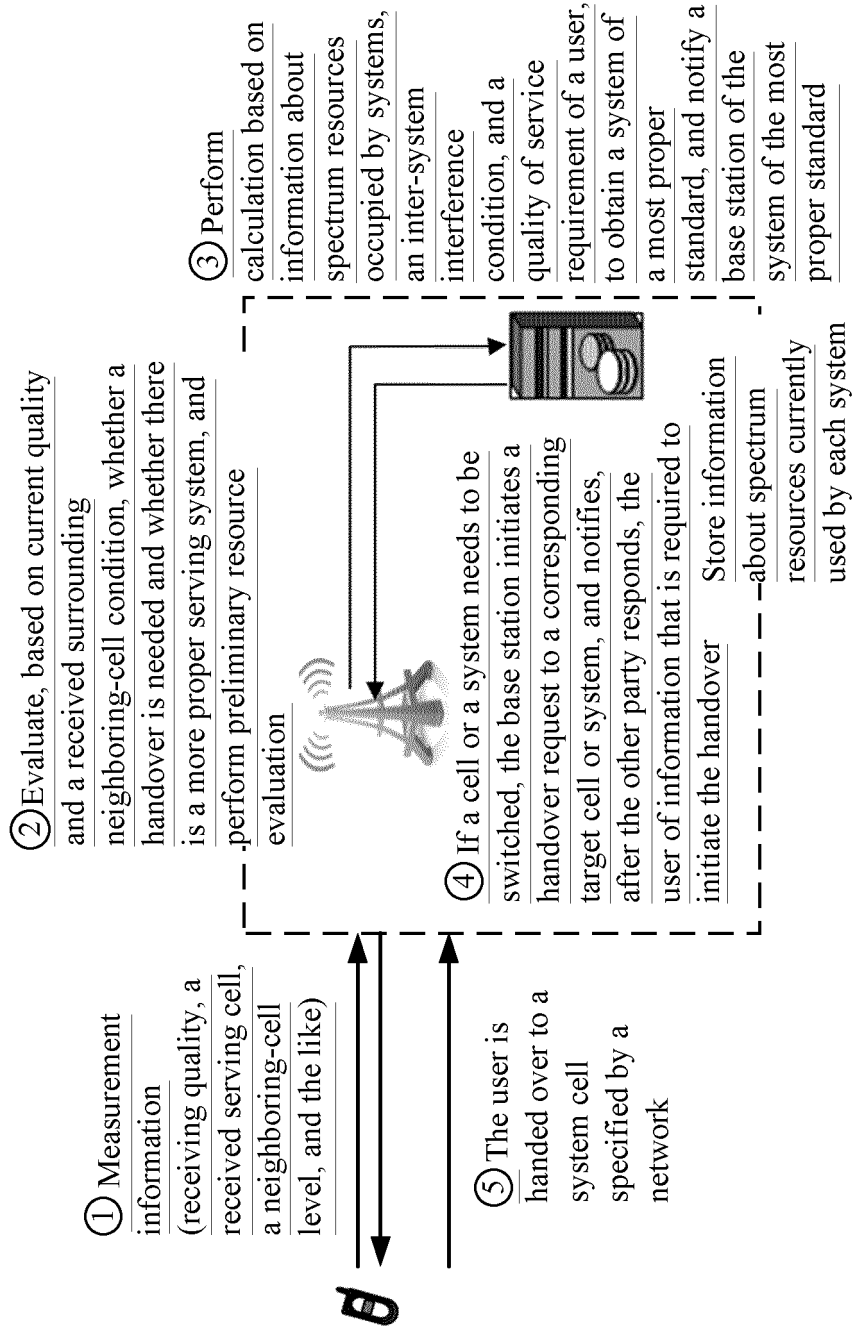 ① Measurement
information
(receiving quality, a
received serving cell,
a neighboring-cell
level, and the like)
② Evaluate, based on current quality
and a received surrounding
neighboring-cell condition, whether a
handover is needed and whether there
is a more proper serving system, and
perform preliminary resource
evaluation
③ Perform
calculation based on
information about
spectrum resources
occupied by systems,
an inter-system
interference
condition, and a
quality of service
requirement of a user,
to obtain a system of
a most proper
standard, and notify a
base station of the
system of the most
proper standard
④ If a cell or a system needs to be
switched, the base station initiates a
handover request to a corresponding
target cell or system, and notifies,
after the other party responds, the
user of information that is required to
initiate the handover
Store information
about spectrum
resources currently
used by each system
⑤ The user is
handed over to a
system cell
specified by a
network